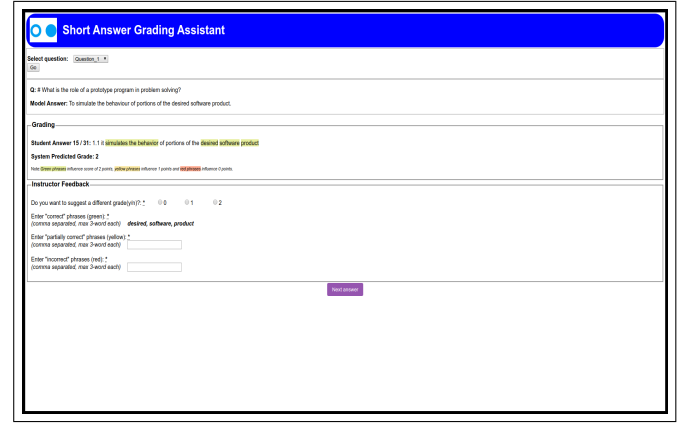 Short Answer Grading Assistant
Select question: Question_1
Go
Q: # What is the role of a prototype program in problem solving?
Model Answer: To simulate the behaviour of portions of the desired software product.
Grading
Student Answer 15 / 31: 1.1 it simulates the behavior of portions of the desired software product
System Predicted Grade: 2
Note: Green phrases influence score of 2 points, yellow phrases influence 1 points and red phrases influence 0 points.
Instructor Feedback
Do you want to suggest a different grade(y/n)?: * 0 1 2
Enter "correct" phrases (green): *
(comma separated, max 3-word each) desired, software, product
Enter "partially correct" phrases (yellow): *
(comma separated, max 3-word each)
Enter "incorrect" phrases (red): *
(comma separated, max 3-word each)
Next answer